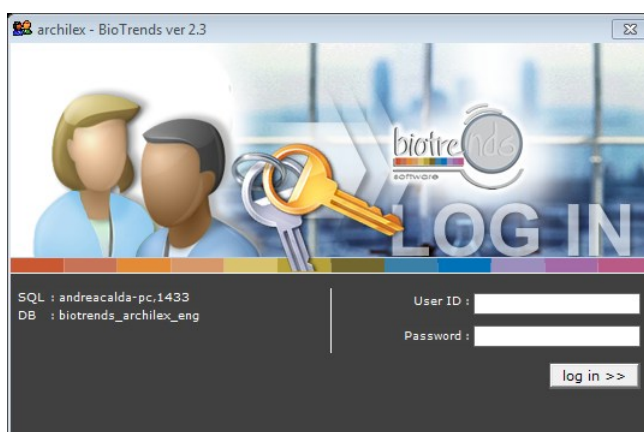 archilex - BioTrends ver 2.3
biotrends
software
LOG IN
SQL : andreacalda-pc,1433
DB : biotrends_archilex_eng
User ID :
Password :
log in >>